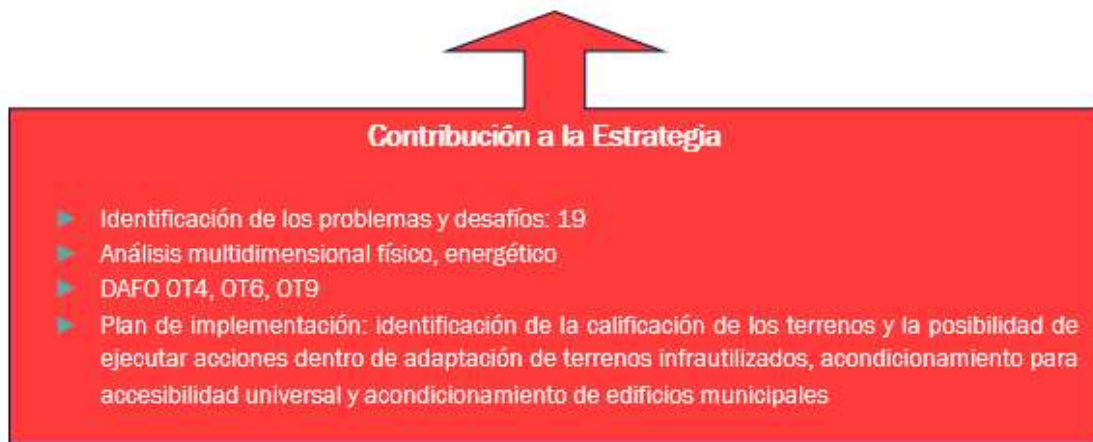 Contribución a la Estrategia
Identificación de los problemas y desafíos: 19
Análisis multidimensional físico, energético
DAFO OT4, OT6, OT9
Plan de implementación: identificación de la calificación de los terrenos y la posibilidad de
ejecutar acciones dentro de adaptación de terrenos infrautilizados, acondicionamiento para
accesibilidad universal y acondicionamiento de edificios municipales